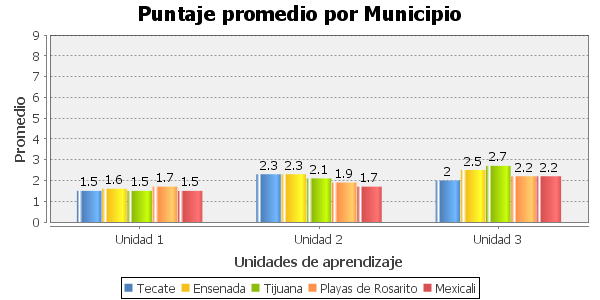 Puntaje promedio por Municipio
Promedio
9
8
7
6
5
4
3
2
1
0
1.5 1.6 1.5 1.7 1.5
2.3 2.3 2.1 1.9 1.7
2 2.5 2.7 2.2 2.2
Unidad 1 Unidad 2 Unidad 3
Unidades de aprendizaje
Tecate Ensenada Tijuana Playas de Rosarito Mexicali